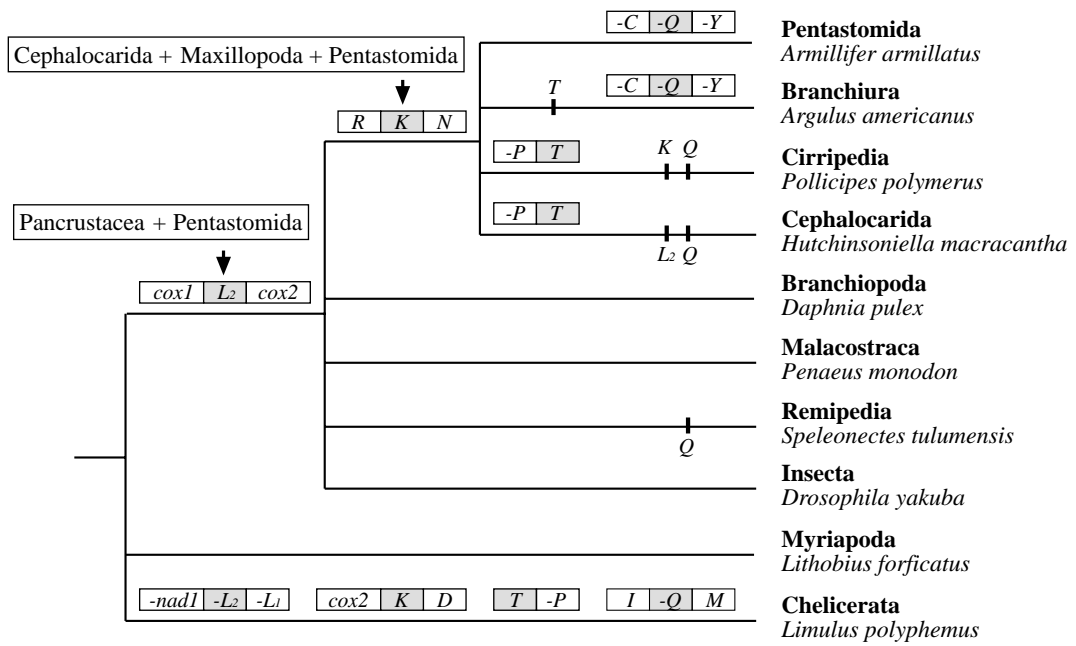 -C -Q -Y
Pentastomida
Armillifer armillatus
Cephalocarida + Maxillopoda + Pentastomida
T
-C -Q -Y
Branchiura
Argulus americanus
R K N
-P T
K Q
Cirripedia
Pollicipes polymerus
Pancrustacea + Pentastomida
-P T
L2 Q
Cephalocarida
Hutchinsoniella macracantha
cox1 L2 cox2
Branchiopoda
Daphnia pulex
Malacostraca
Penaeus monodon
Q
Remipedia
Speleonectes tulumensis
Insecta
Drosophila yakuba
Myriapoda
Lithobius forficatus
-nad1 -L2 -L1
cox2 K D
T -P
I -Q M
Chelicerata
Limulus polyphemus